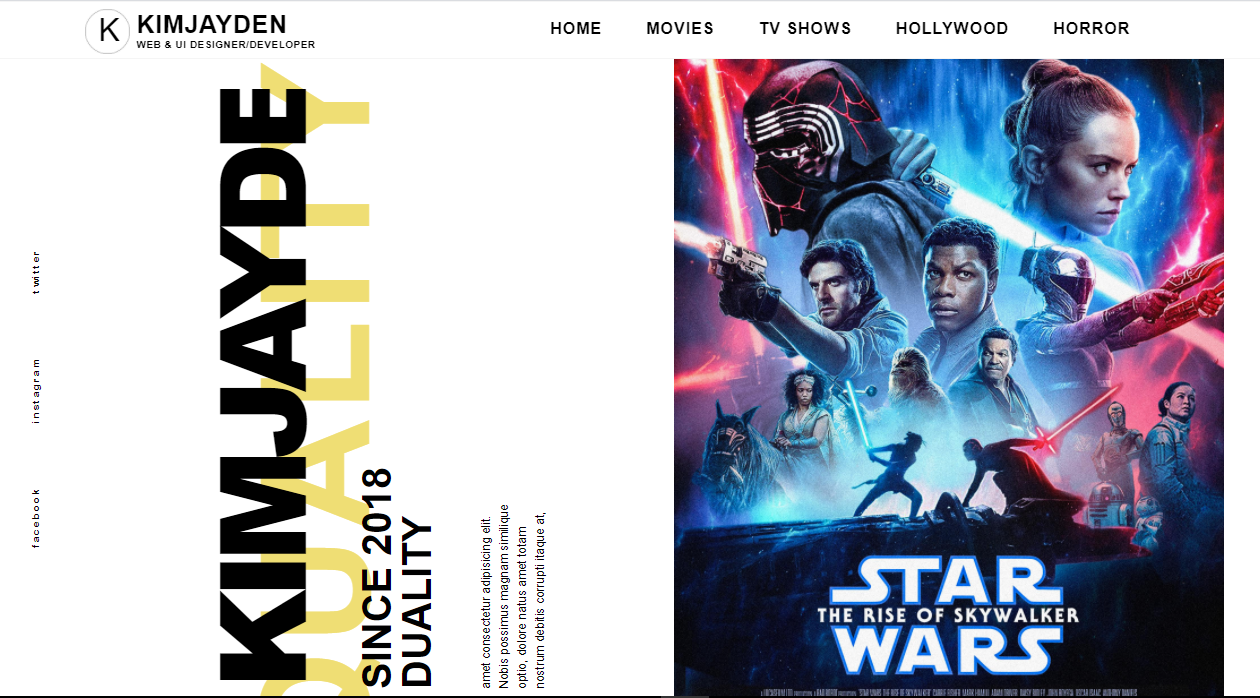 K
KIMJAYDEN
WEB & UI DESIGNER/DEVELOPER
HOME
MOVIES
TV SHOWS
HOLLYWOOD
HORROR
twitter
instagram
facebook
KIMJAYDE
QUALITY
SINCE 2018
DUALITY
amet consectetur adipisicing elit.
Nobis possimus magnam similique
optio, dolore natus amet totam
nostrum debitis corrupti itaque at,
STAR
THE RISE OF SKYWALKER
WARS